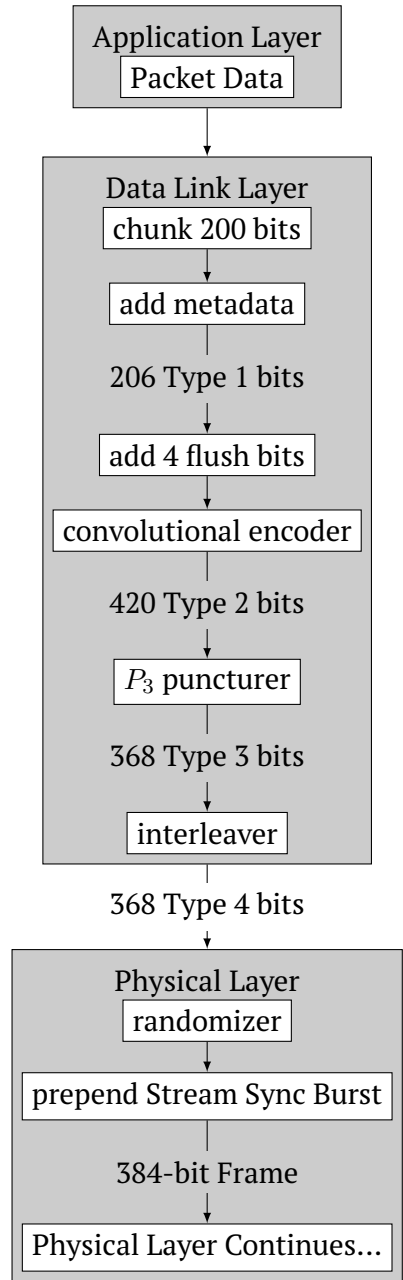 Application Layer
Packet Data
Data Link Layer
chunk 200 bits
add metadata
206 Type 1 bits
add 4 flush bits
convolutional encoder
420 Type 2 bits
P₃ puncturer
368 Type 3 bits
interleaver
368 Type 4 bits
Physical Layer
randomizer
prepend Stream Sync Burst
384-bit Frame
Physical Layer Continues...